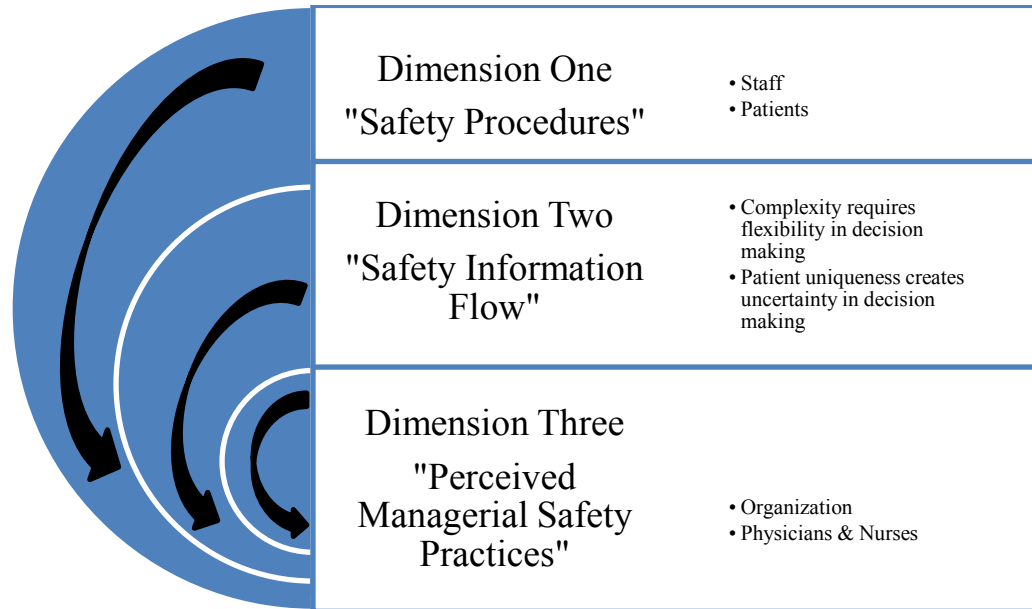 Dimension One
"Safety Procedures"
• Staff
• Patients
Dimension Two
"Safety Information
Flow"
• Complexity requires
flexibility in decision
making
• Patient uniqueness creates
uncertainty in decision
making
Dimension Three
"Perceived
Managerial Safety
Practices"
• Organization
• Physicians & Nurses